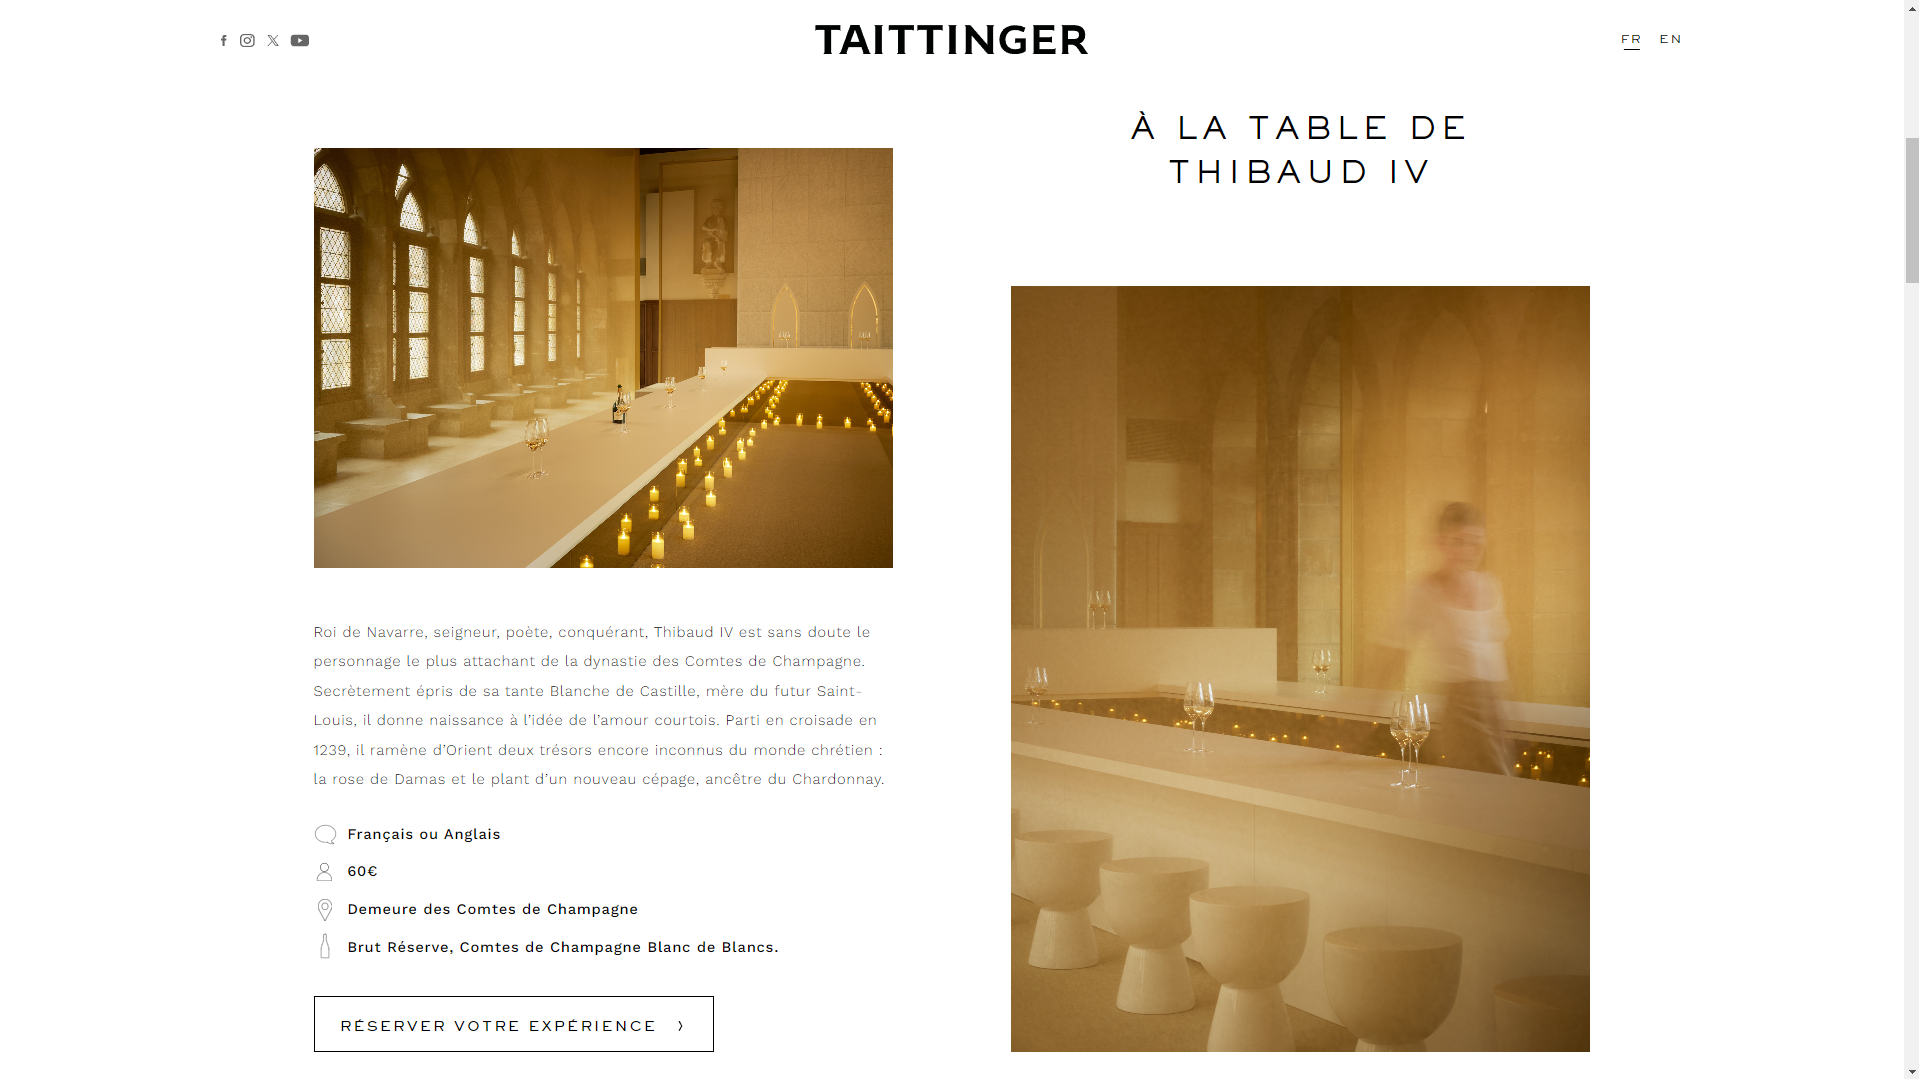 TAITTINGER
FR EN
À LA TABLE DE
THIBAUD IV
Roi de Navarre, seigneur, poète, conquérant, Thibaud IV est sans doute le
personnage le plus attachant de la dynastie des Comtes de Champagne.
Secrètement épris de sa tante Blanche de Castille, mère du futur Saint-
Louis, il donne naissance à l’idée de l’amour courtois. Parti en croisade en
1239, il ramène d’Orient deux trésors encore inconnus du monde chrétien :
la rose de Damas et le plant d’un nouveau cépage, ancêtre du Chardonnay.
Français ou Anglais
60€
Demeure des Comtes de Champagne
Brut Réserve, Comtes de Champagne Blanc de Blancs.
RÉSERVER VOTRE EXPÉRIENCE